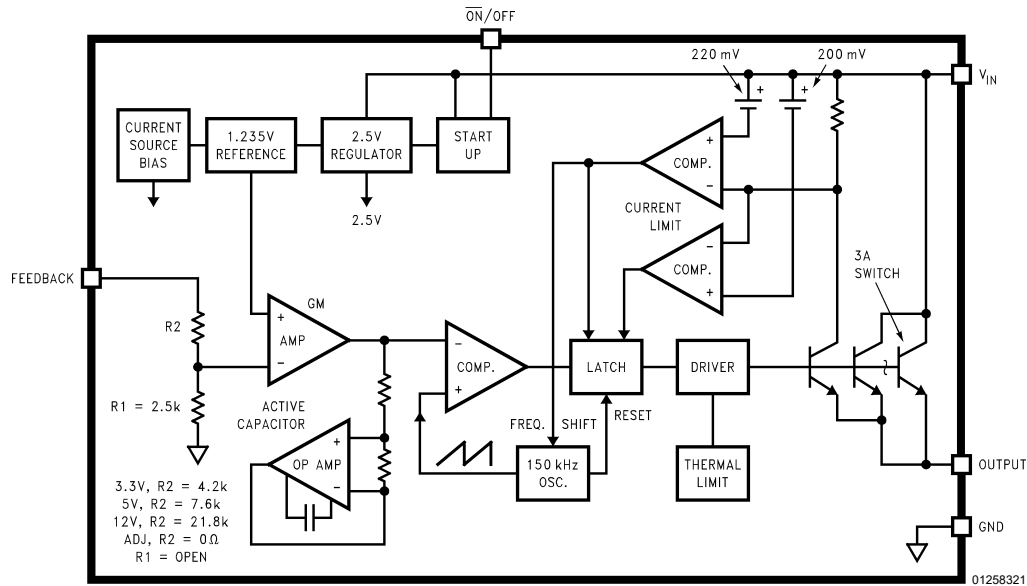 ON/OFF
220 mV
200 mV
VIN
CURRENT
SOURCE
BIAS
1.235V
REFERENCE
2.5V
REGULATOR
START
UP
+
+
+
COMP.
−
2.5V
CURRENT
LIMIT
−
COMP.
+
FEEDBACK
3A
SWITCH
GM
R2
+
AMP
−
−
COMP.
+
LATCH
DRIVER
R1 = 2.5k
ACTIVE
CAPACITOR
FREQ. SHIFT
RESET
+
OP AMP
−
150 kHz
OSC.
THERMAL
LIMIT
OUTPUT
3.3V, R2 = 4.2k
5V, R2 = 7.6k
12V, R2 = 21.8k
ADJ, R2 = 0Ω
R1 = OPEN
GND
01258321